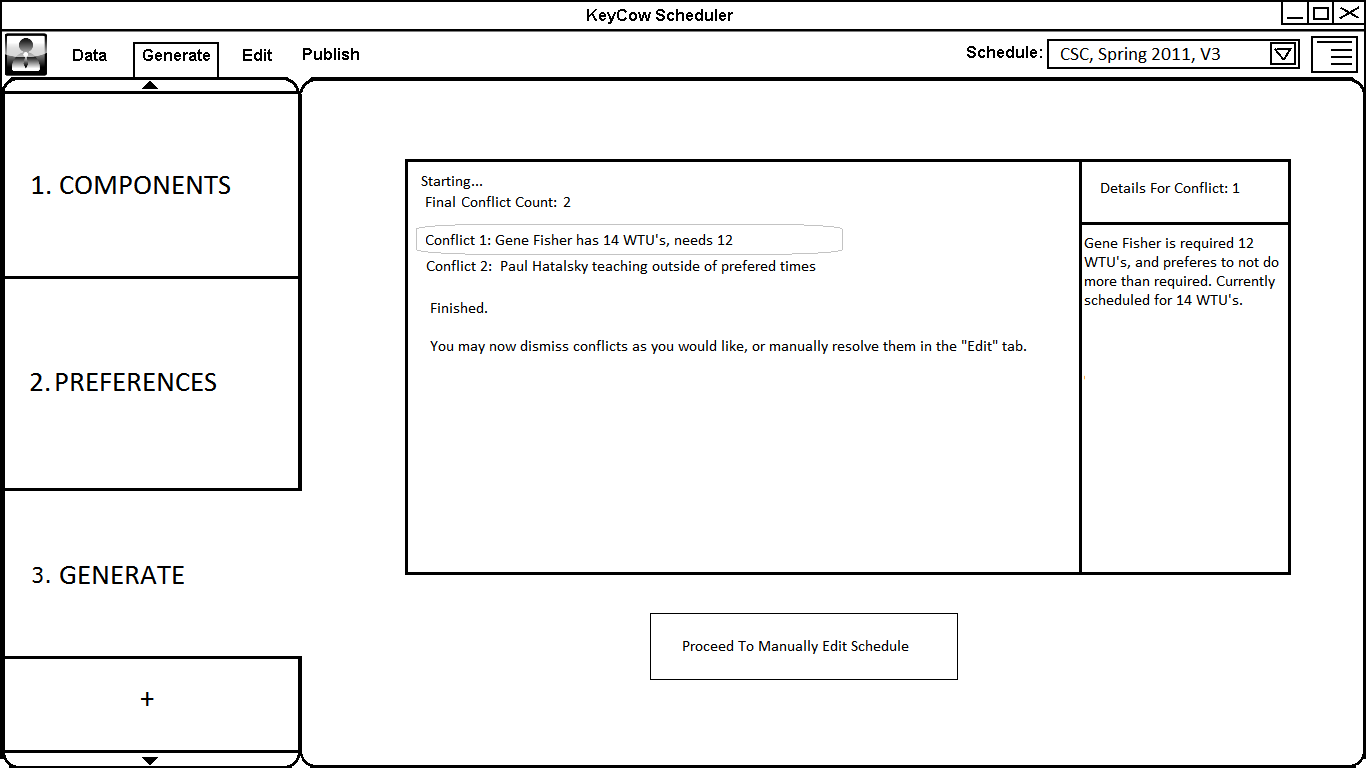 KeyCow Scheduler
Data Generate Edit Publish Schedule: CSC, Spring 2011, V3
1. COMPONENTS
2. PREFERENCES
3. GENERATE
+
Starting...
Final Conflict Count: 2
Conflict 1: Gene Fisher has 14 WTU's, needs 12
Conflict 2: Paul Hatalsky teaching outside of prefered times
Finished.
You may now dismiss conflicts as you would like, or manually resolve them in the "Edit" tab.
Details For Conflict: 1
Gene Fisher is required 12
WTU's, and preferes to not do
more than required. Currently
scheduled for 14 WTU's.
Proceed To Manually Edit Schedule